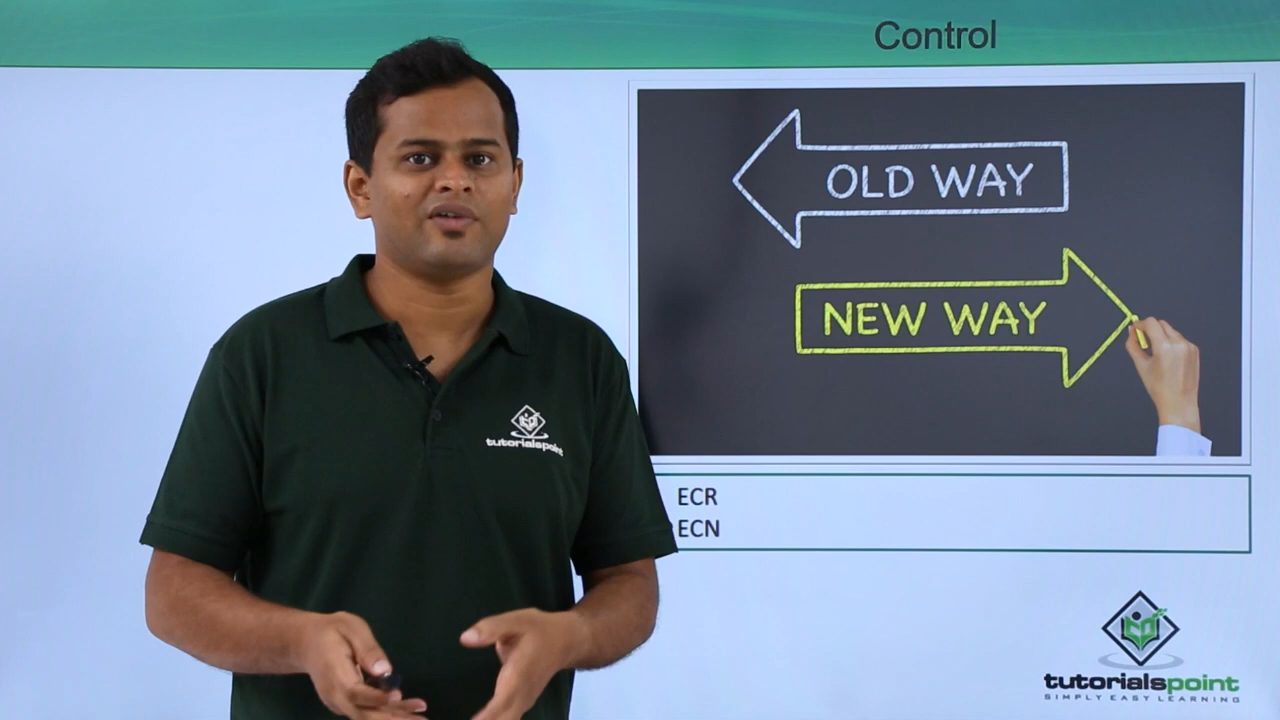 Control
OLD WAY
NEW WAY
tutorialspoint
ECR
ECN
tutorialspoint
SIMPLY EASY LEARNING